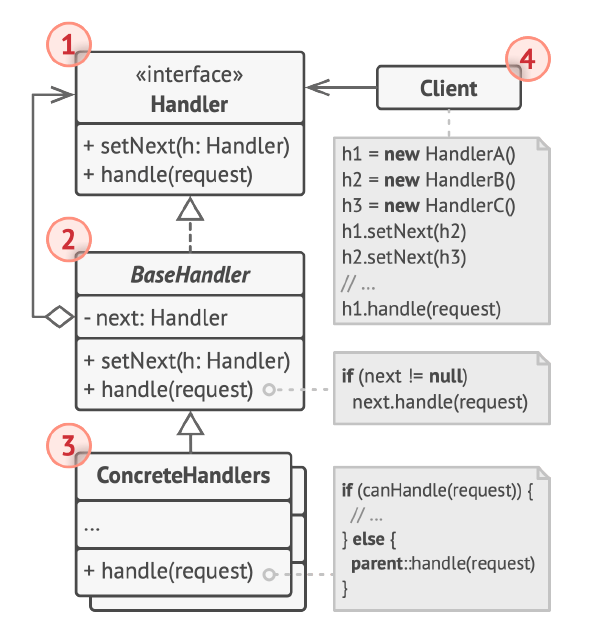 1
«interface»
Handler
+ setNext(h: Handler)
+ handle(request)
4
Client
h1 = new HandlerA()
h2 = new HandlerB()
h3 = new HandlerC()
h1.setNext(h2)
h2.setNext(h3)
// ...
h1.handle(request)
2
BaseHandler
- next: Handler
+ setNext(h: Handler)
+ handle(request)
if (next != null)
next.handle(request)
3
ConcreteHandlers
...
+ handle(request)
if (canHandle(request)) {
// ...
} else {
parent::handle(request)
}